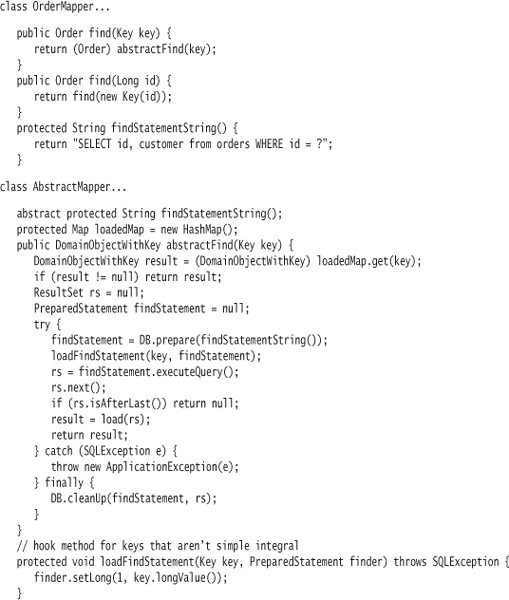 class OrderMapper...
public Order find(Key key) {
return (Order) abstractFind(key);
}
public Order find(Long id) {
return find(new Key(id));
}
protected String findStatementString() {
return "SELECT id, customer from orders WHERE id = ?";
}
class AbstractMapper...
abstract protected String findStatementString();
protected Map loadedMap = new HashMap();
public DomainObjectWithKey abstractFind(Key key) {
DomainObjectWithKey result = (DomainObjectWithKey) loadedMap.get(key);
if (result != null) return result;
ResultSet rs = null;
PreparedStatement findStatement = null;
try {
findStatement = DB.prepare(findStatementString());
loadFindStatement(key, findStatement);
rs = findStatement.executeQuery();
rs.next();
if (rs.isAfterLast()) return null;
result = load(rs);
return result;
} catch (SQLException e) {
throw new ApplicationException(e);
} finally {
DB.cleanUp(findStatement, rs);
}
}
// hook method for keys that aren't simple integral
protected void loadFindStatement(Key key, PreparedStatement finder) throws SQLException {
finder.setLong(1, key.longValue());
}